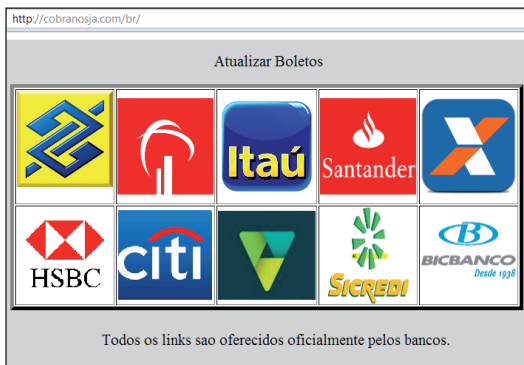 http://cobranosja.com/br/
Atualizar Boletos
Itaú
Santander
HSBC
citi
SICREDI
BICBANCO
Desde 1938
Todos os links sao oferecidos oficialmente pelos bancos.